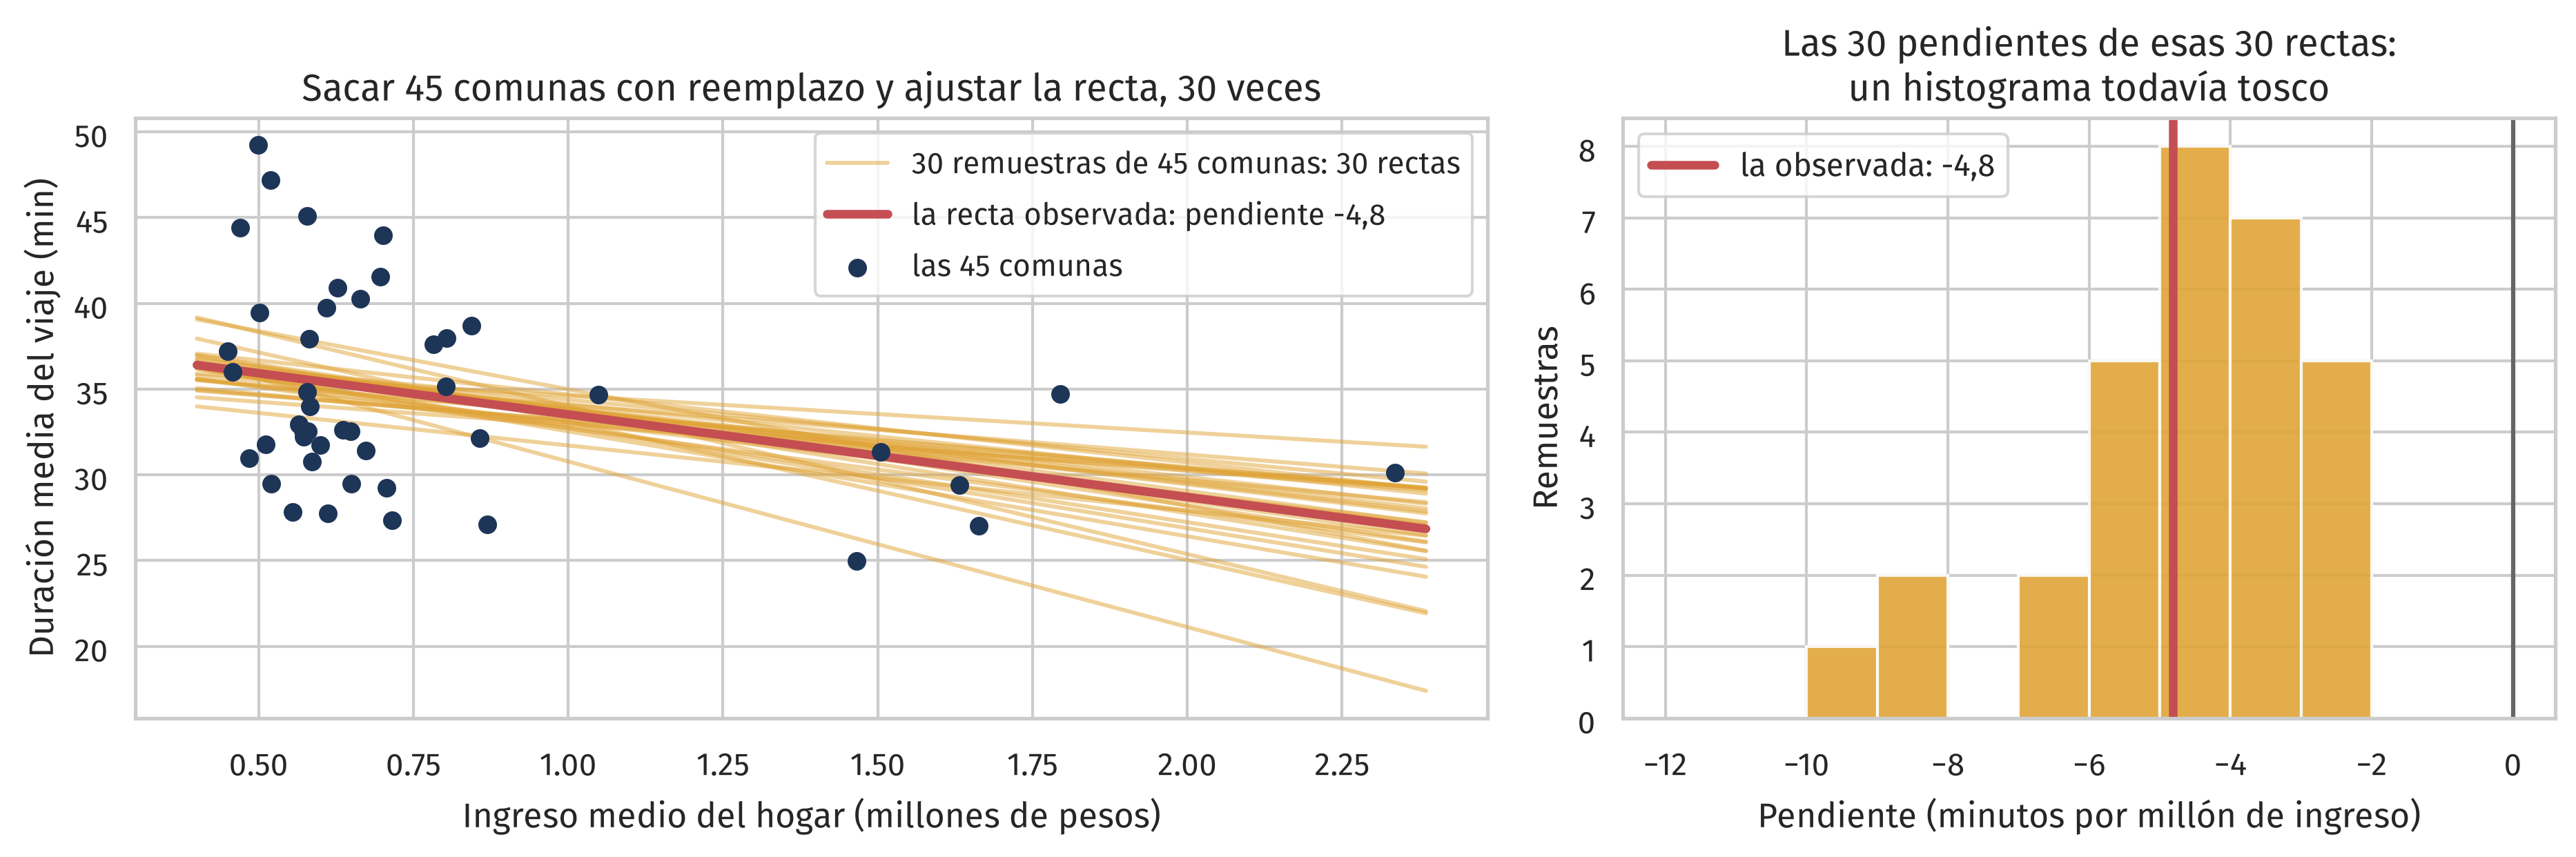 Sacar 45 comunas con reemplazo y ajustar la recta, 30 veces
50
45
40
35
30
25
20
Duración media del viaje (min)
30 remuestras de 45 comunas: 30 rectas
la recta observada: pendiente -4,8
las 45 comunas
0.50 0.75 1.00 1.25 1.50 1.75 2.00 2.25
Ingreso medio del hogar (millones de pesos)
Las 30 pendientes de esas 30 rectas:
un histograma todavía tosco
8
7
6
5
4
3
2
1
0
Remuestras
la observada: -4,8
−12 −10 −8 −6 −4 −2 0
Pendiente (minutos por millón de ingreso)